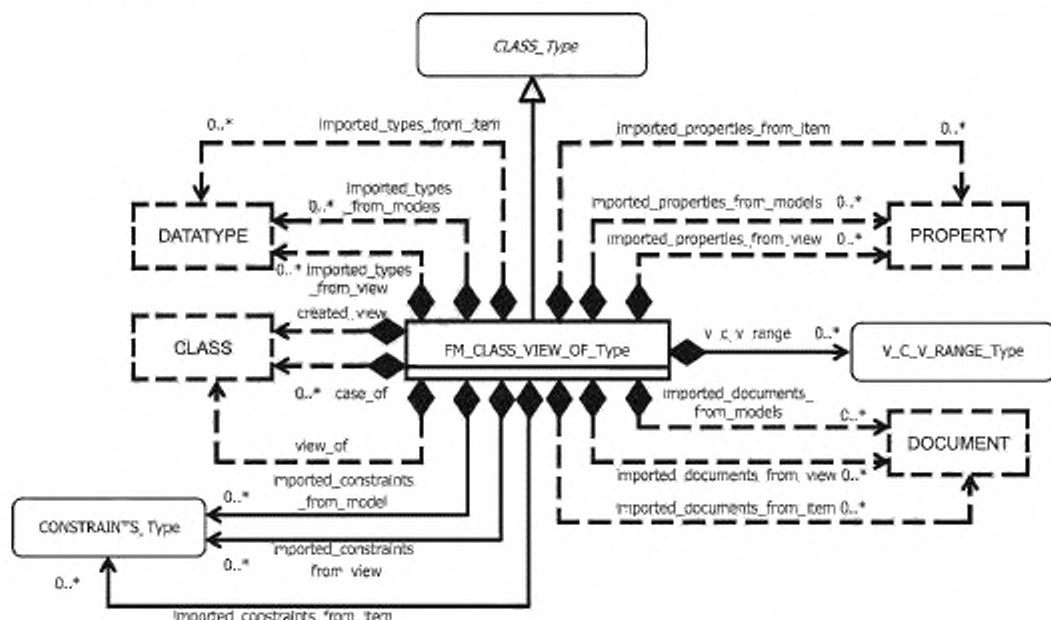 CLASS_Type
0..* imported_types_from_item
imported_properties_from_item 0..*
imported_types
0..* _from_models
imported_properties_from_models 0..*
DATATYPE
imported_properties_from_view 0..*
PROPERTY
0..* imported_types
_from_view
created_view
CLASS
FM_CLASS_VIEW_OF_Type
v_c_v_range 0..*
V_C_V_RANGE_Type
0..* case_of
imported_documents_
from_models 0..*
view_of
DOCUMENT
imported_constraints
_from_model
0..*
imported_documents_from_view 0..*
imported_documents_from_item 0..*
CONSTRAINTS_Type
imported_constraints
from_view
0..*
0..*
imported_constraints_from_item